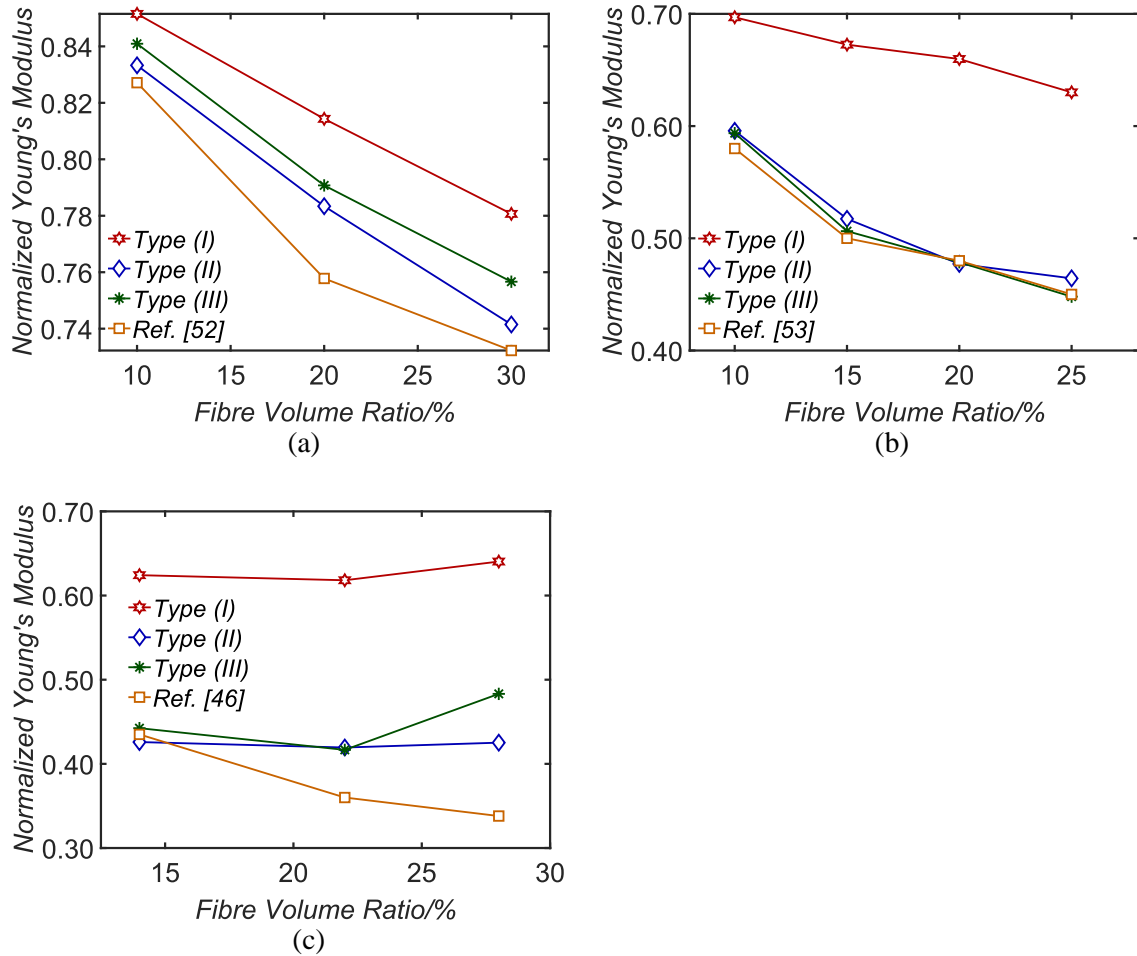 Normalized Young's Modulus
0.84
0.82
0.80
0.78
0.76
0.74
Type (I)
Type (II)
Type (III)
Ref. [52]
10 15 20 25 30
Fibre Volume Ratio/%
(a)
Normalized Young's Modulus
0.70
0.60
0.50
0.40
Type (I)
Type (II)
Type (III)
Ref. [53]
10 15 20 25
Fibre Volume Ratio/%
(b)
Normalized Young's Modulus
0.70
0.60
0.50
0.40
0.30
Type (I)
Type (II)
Type (III)
Ref. [46]
15 20 25 30
Fibre Volume Ratio/%
(c)